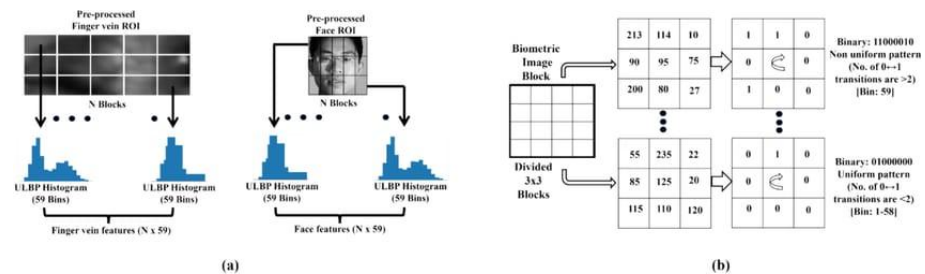 Pre-processed
Finger vein ROI
N Blocks
ULBP Histogram
(59 Bins)
ULBP Histogram
(59 Bins)
Finger vein features (N x 59)
Pre-processed
Face ROI
N Blocks
ULBP Histogram
(59 Bins)
ULBP Histogram
(59 Bins)
Face features (N x 59)
(a)
Biometric
Image
Block
Divided
3x3
Blocks
213 114 10
90 95 75
200 80 27
1 1 0
0 0
1 0 0
Binary: 11000010
Non uniform pattern
(No. of 0↔1
transitions are >2)
[Bin: 59]
55 235 22
85 125 20
115 110 120
0 1 0
0 0
0 0 0
Binary: 01000000
Uniform pattern
(No. of 0↔1
transitions are <2)
[Bin: 1-58]
(b)